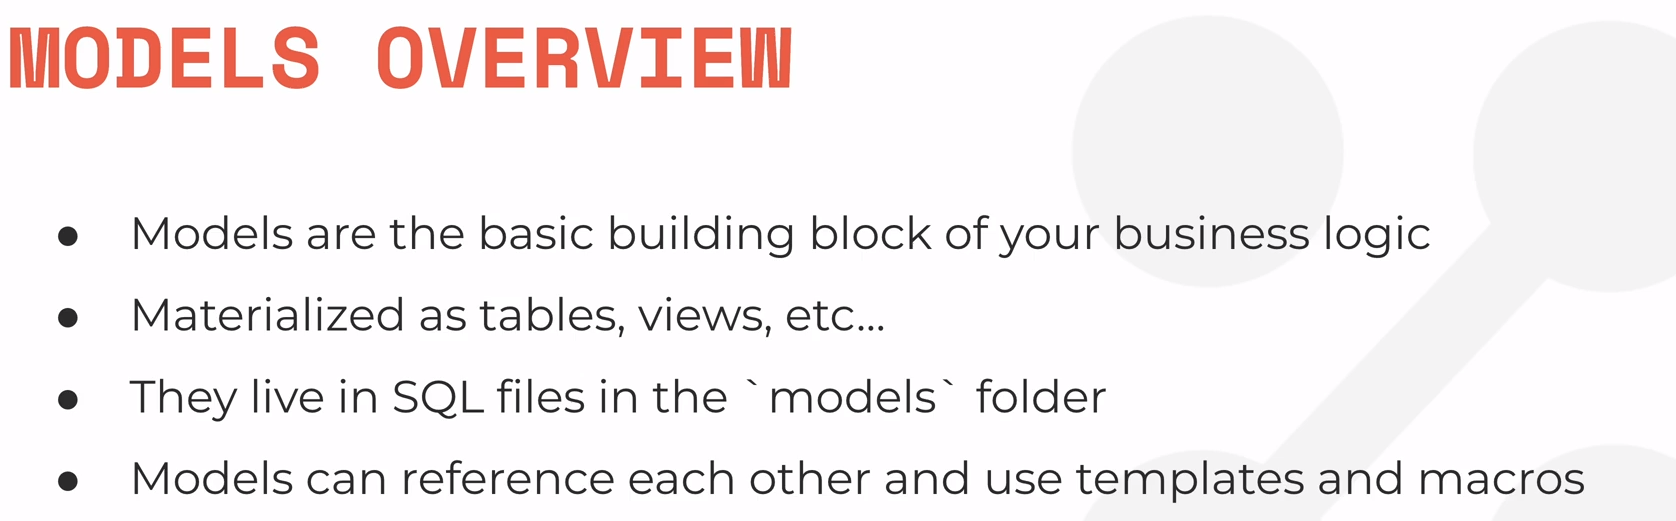 MODELS OVERVIEW
● Models are the basic building block of your business logic
● Materialized as tables, views, etc...
● They live in SQL files in the `models` folder
● Models can reference each other and use templates and macros